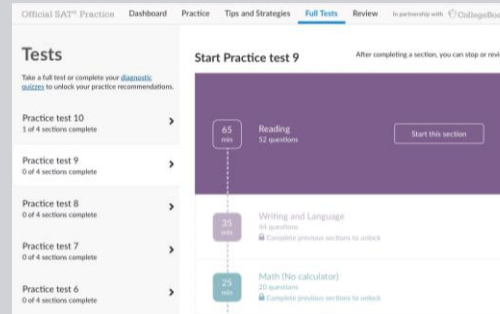 Official SAT® Practice Dashboard Practice Tips and Strategies Full Tests Review In partnership with CollegeBoa
Tests
Take a full test or complete your diagnostic
quizzes to unlock your practice recommendations.
Practice test 10
1 of 4 sections complete
Practice test 9
0 of 4 sections complete
Practice test 8
0 of 4 sections complete
Practice test 7
0 of 4 sections complete
Practice test 6
0 of 4 sections complete
Start Practice test 9
After completing a section, you can stop or revi
65
min
Reading
52 questions
Start this section
35
min
Writing and Language
44 questions
Complete previous sections to unlock
25
min
Math (No calculator)
20 questions
Complete previous sections to unlock